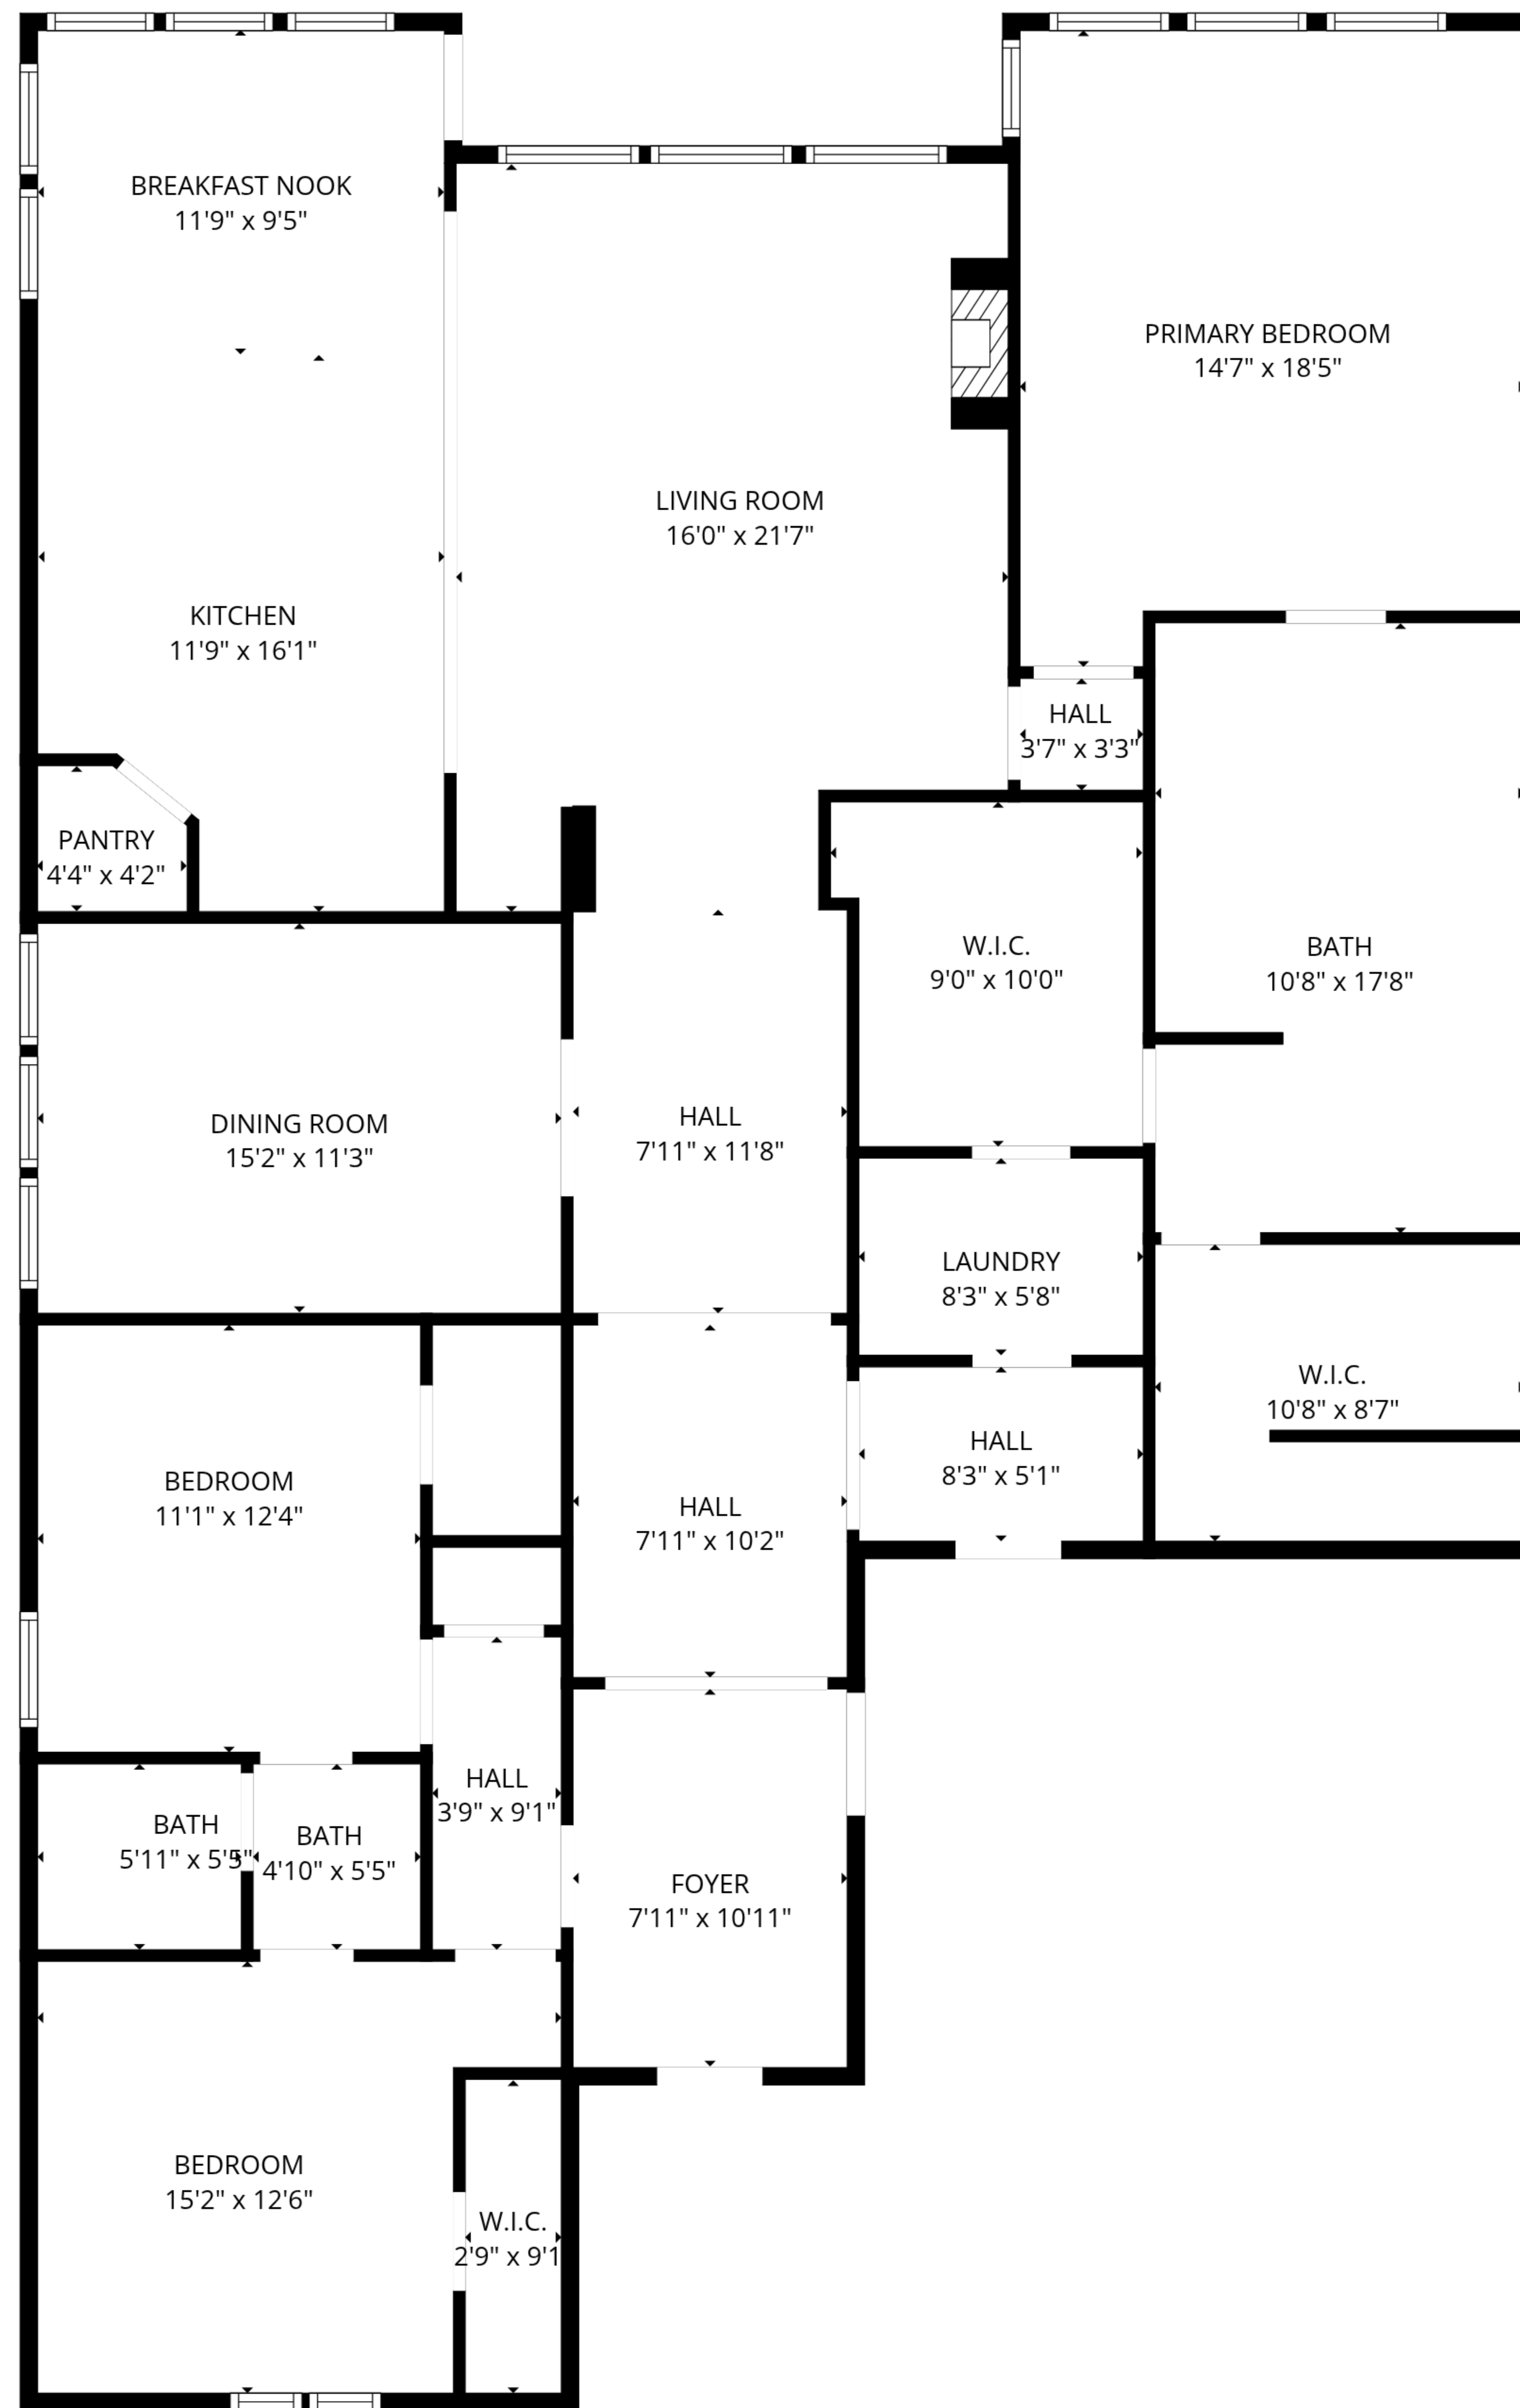 BREAKFAST NOOK
11'9" x 9'5"
PRIMARY BEDROOM
14'7" x 18'5"
LIVING ROOM
16'0" x 21'7"
KITCHEN
11'9" x 16'1"
HALL
3'7" x 3'3"
PANTRY
4'4" x 4'2"
W.I.C.
9'0" x 10'0"
BATH
10'8" x 17'8"
DINING ROOM
15'2" x 11'3"
HALL
7'11" x 11'8"
LAUNDRY
8'3" x 5'8"
W.I.C.
10'8" x 8'7"
HALL
8'3" x 5'1"
BEDROOM
11'1" x 12'4"
HALL
7'11" x 10'2"
HALL
3'9" x 9'1"
BATH
5'11" x 5'5"
BATH
4'10" x 5'5"
FOYER
7'11" x 10'11"
BEDROOM
15'2" x 12'6"
W.I.C.
2'9" x 9'1